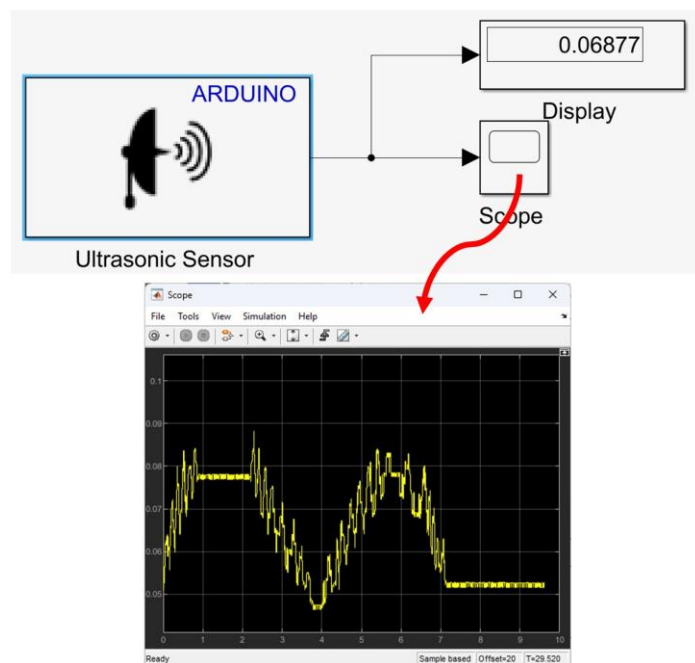 0.06877
ARDUINO
Display
Scope
Ultrasonic Sensor
Scope
File Tools View Simulation Help
0.1
0.09
0.08
0.07
0.06
0.05
0 1 2 3 4 5 6 7 8 9 10
Ready Sample based Offset=20 T=29.520